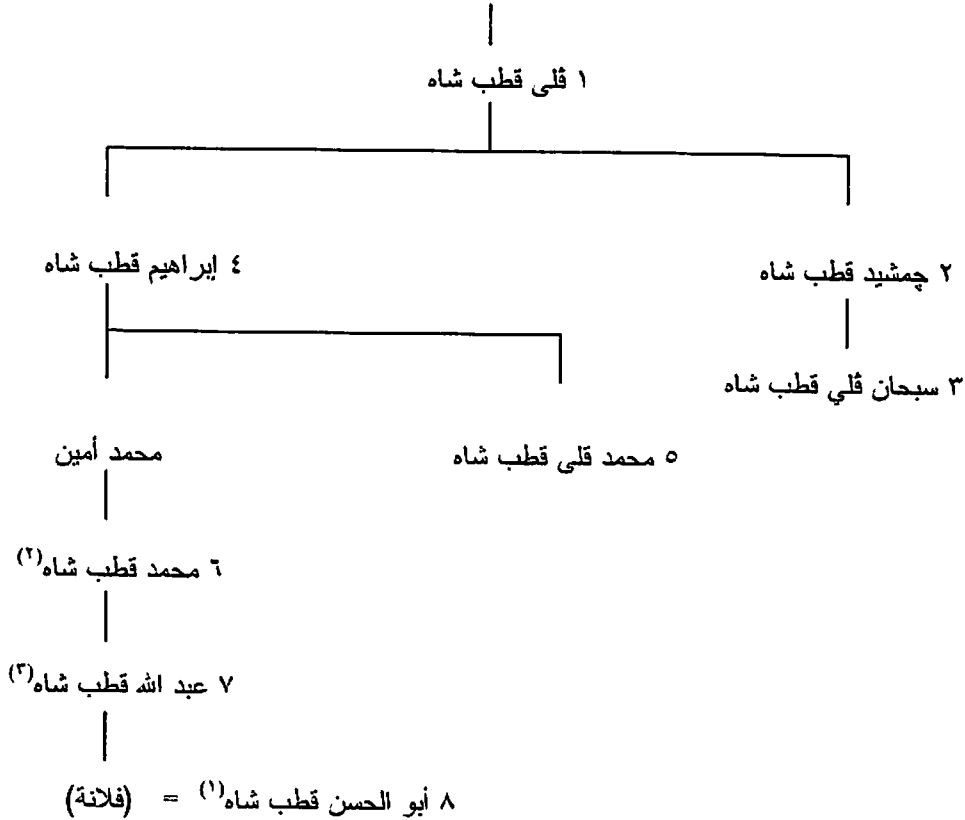 ١ قُلى قطب شاه
٤ إبراهيم قطب شاه
٢ چمشيد قطب شاه
٣ سبحان قُلي قطب شاه
٥ محمد قلى قطب شاه
محمد أمين
٦ محمد قطب شاه(٢)
٧ عبد الله قطب شاه(٣)
٨ أبو الحسن قطب شاه(١) = (فلانة)